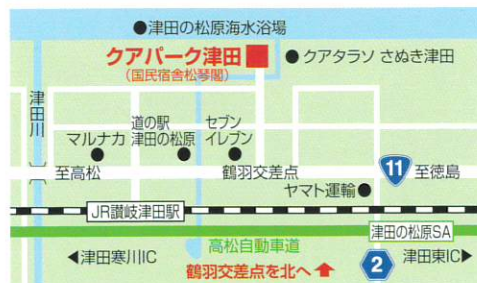 津田の松原海水浴場
クアパーク津田
(国民宿舎松琴閣)
クアタラソ さぬき津田
津田川
マルナカ
道の駅
津田の松原
セブン
イレブン
至高松
鶴羽交差点
11
至徳島
ヤマト運輸
JR讃岐津田駅
津田の松原SA
高松自動車道
◀津田寒川IC
鶴羽交差点を北へ
2
津田東IC▶